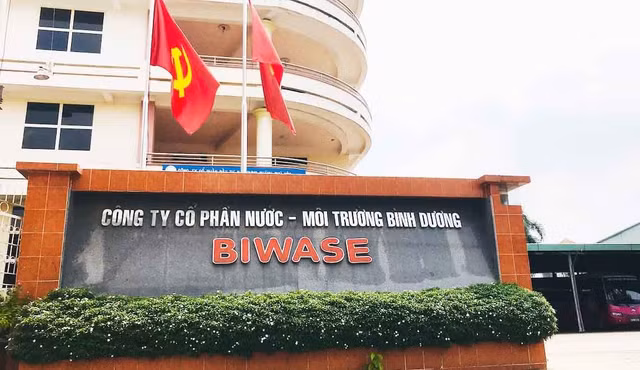 CÔNG TY CỔ PHẦN NƯỚC - MÔI TRƯỜNG BÌNH DƯƠNG
BIWASE